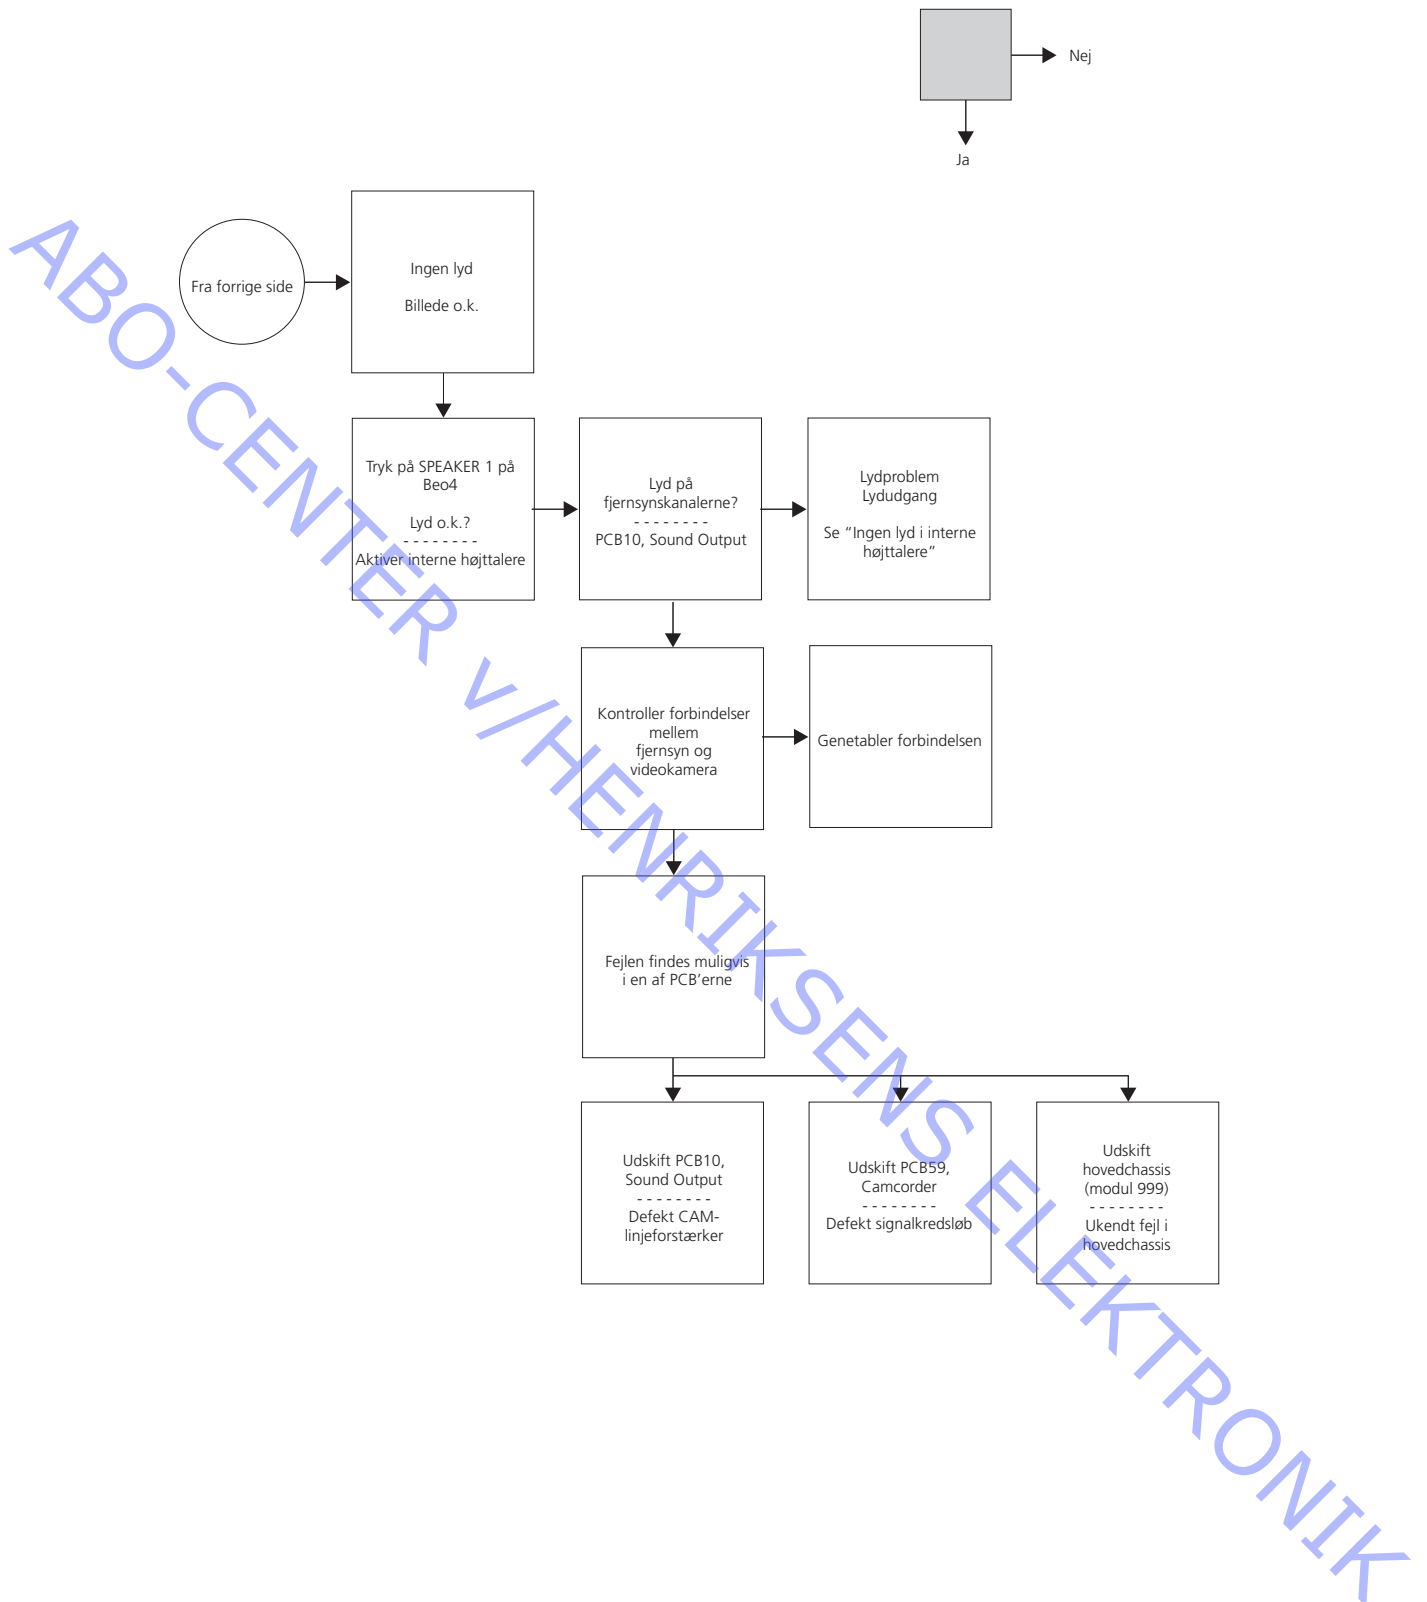 Nej
Ja
Fra forrige side
Ingen lyd
Billede o.k.
Tryk på SPEAKER 1 på
Beo4
Lyd o.k.?
- - - - - - - -
Aktiver interne højttalere
Lyd på
fjernsynskanalerne?
- - - - - - - -
PCB10, Sound Output
Lydproblem
Lydudgang
Se “Ingen lyd i interne
højttalere”
Kontroller forbindelser
mellem
fjernsyn og
videokamera
Genetabler forbindelsen
Fejlen findes muligvis
i en af PCB’erne
Udskift PCB10,
Sound Output
- - - - - - - -
Defekt CAM-
linjeforstærker
Udskift PCB59,
Camcorder
- - - - - - - -
Defekt signalkredsløb
Udskift
hovedchassis
(modul 999)
- - - - - - - -
Ukendt fejl i
hovedchassis
ABO-CENTER v/HENRIKSENS ELEKTRONIK